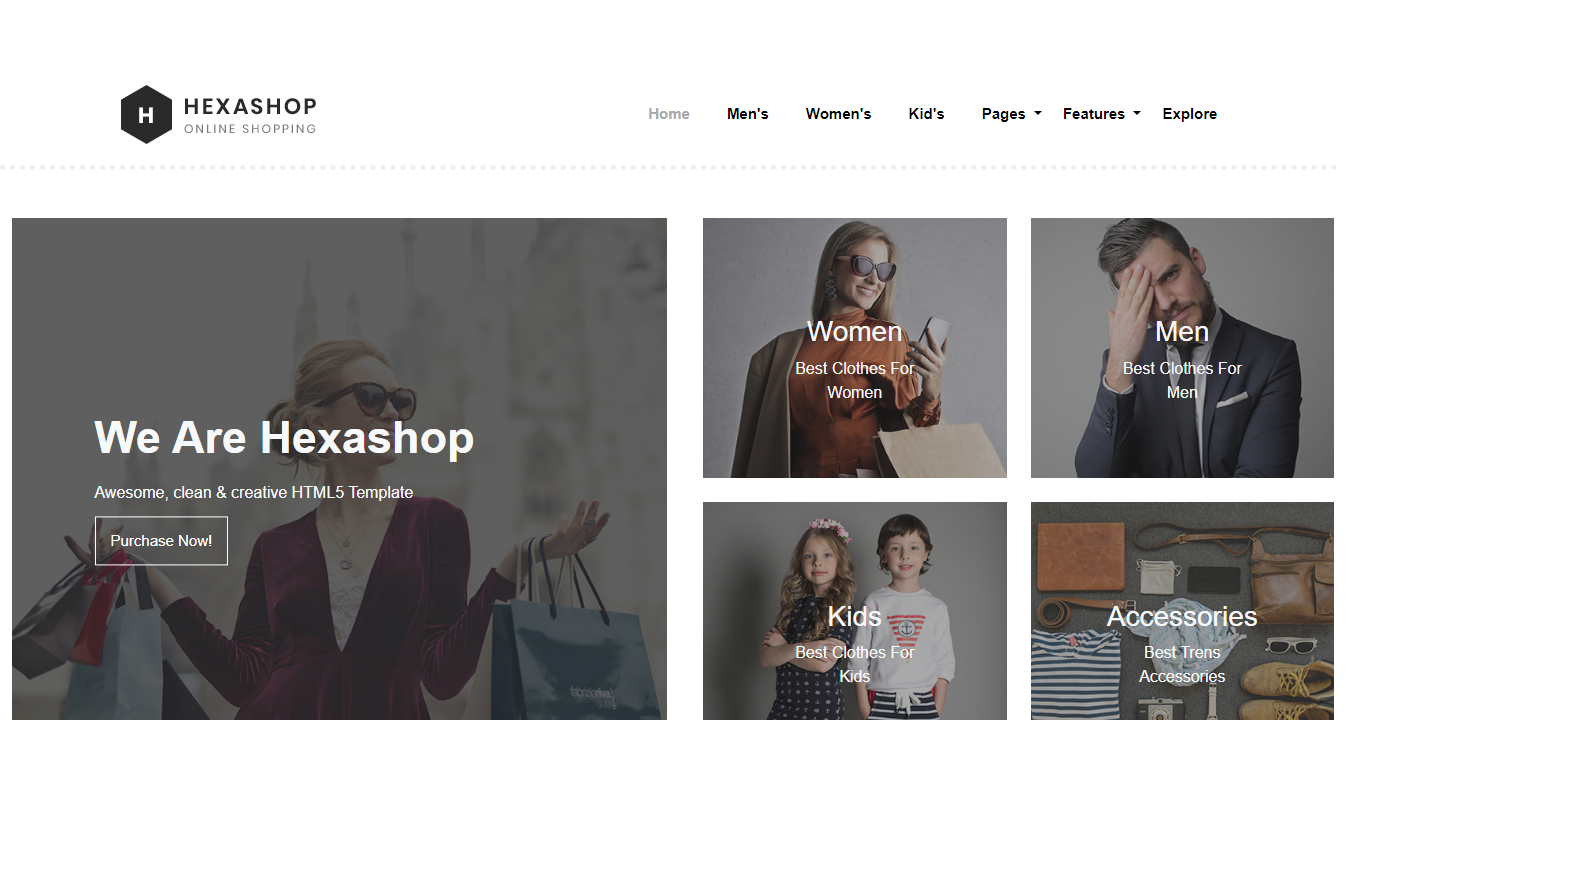 H
HEXASHOP
ONLINE SHOPPING
Home Men's Women's Kid's Pages Features Explore
We Are Hexashop
Awesome, clean & creative HTML5 Template
Purchase Now!
Women
Best Clothes For
Women
Men
Best Clothes For
Men
Kids
Best Clothes For
Kids
Accessories
Best Trens
Accessories